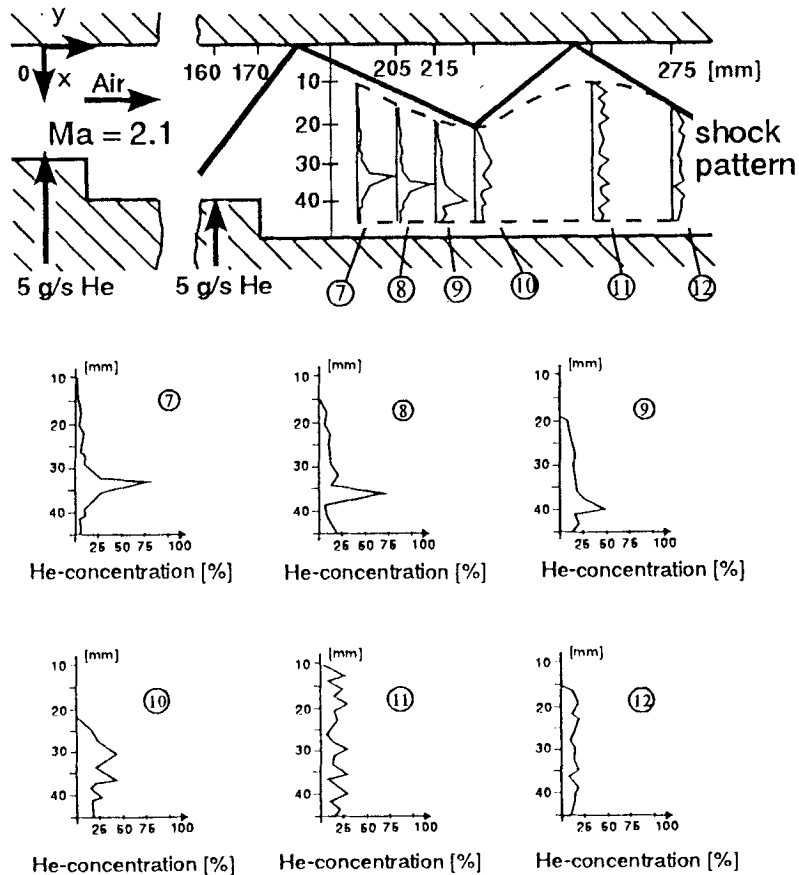 y
0
x
Air
Ma = 2.1
160 170 205 215 275 [mm]
10
20
30
40
shock
pattern
5 g/s He
5 g/s He
7 8 9 10 11 12
[mm]
10
20
30
40
25 50 75 100
He-concentration [%]
7
[mm]
10
20
30
40
25 50 75 100
He-concentration [%]
8
[mm]
10
20
30
40
25 50 75 100
He-concentration [%]
9
[mm]
10
20
30
40
25 50 75 100
He-concentration [%]
10
[mm]
10
20
30
40
25 50 75 100
He-concentration [%]
11
[mm]
10
20
30
40
25 50 75 100
He-concentration [%]
12